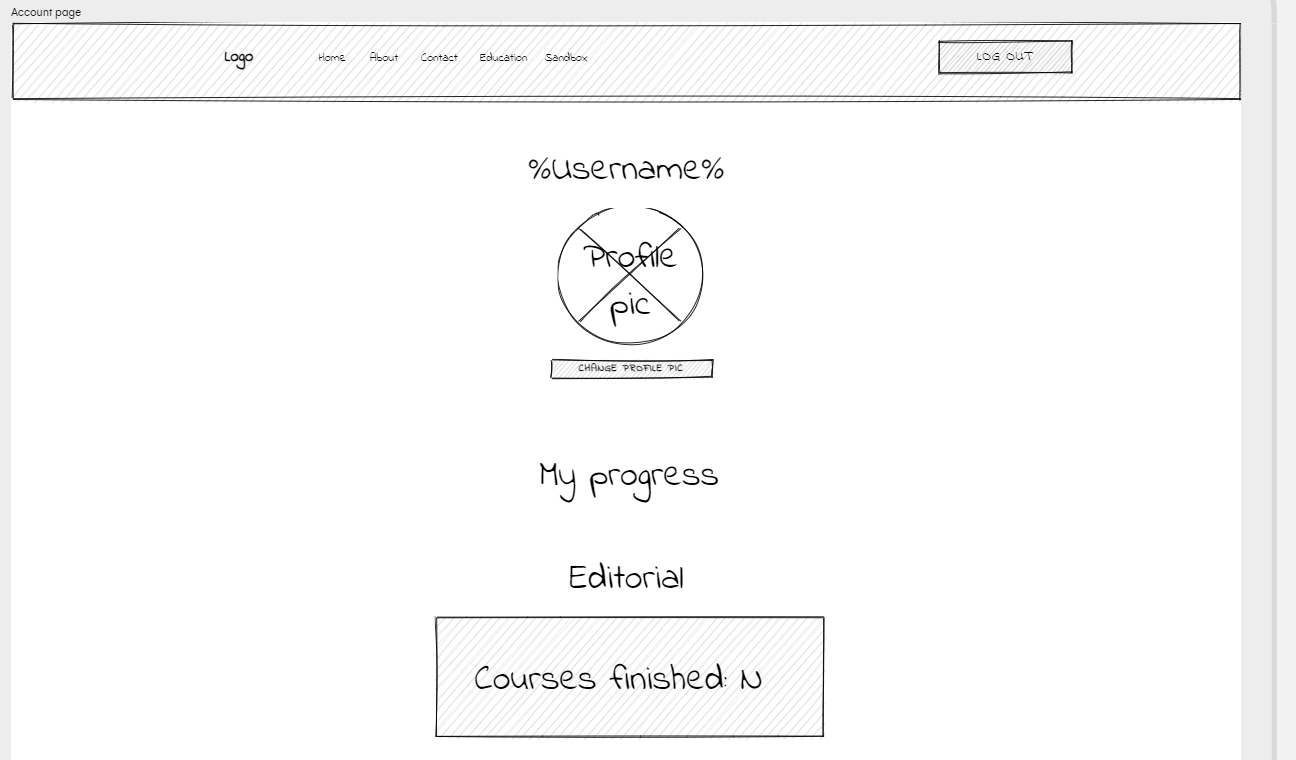 Account page
Logo Home About Contact Education Sandbox LOG OUT
%Username%
Profile
pic
CHANGE PROFILE PIC
My progress
Editorial
Courses finished: N